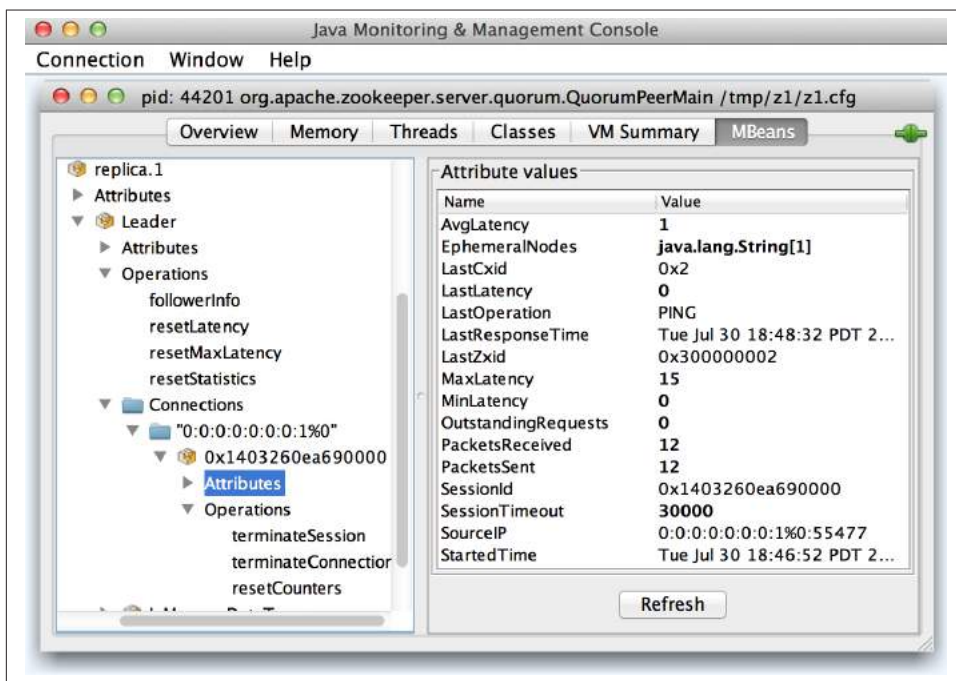 Java Monitoring & Management Console
Connection Window Help
pid: 44201 org.apache.zookeeper.server.quorum.QuorumPeerMain /tmp/z1/z1.cfg
Overview Memory Threads Classes VM Summary MBeans
replica.1
Attributes
Leader
Attributes
Operations
followerInfo
resetLatency
resetMaxLatency
resetStatistics
Connections
"0:0:0:0:0:0:0:1%0"
0x1403260ea690000
Attributes
Operations
terminateSession
terminateConnection
resetCounters
Attribute values
Name Value
AvgLatency 1
EphemeralNodes java.lang.String[1]
LastCxid 0x2
LastLatency 0
LastOperation PING
LastResponseTime Tue Jul 30 18:48:32 PDT 2...
LastZxid 0x300000002
MaxLatency 15
MinLatency 0
OutstandingRequests 0
PacketsReceived 12
PacketsSent 12
SessionId 0x1403260ea690000
SessionTimeout 30000
SourceIP 0:0:0:0:0:0:0:1%0:55477
StartedTime Tue Jul 30 18:46:52 PDT 2...
Refresh